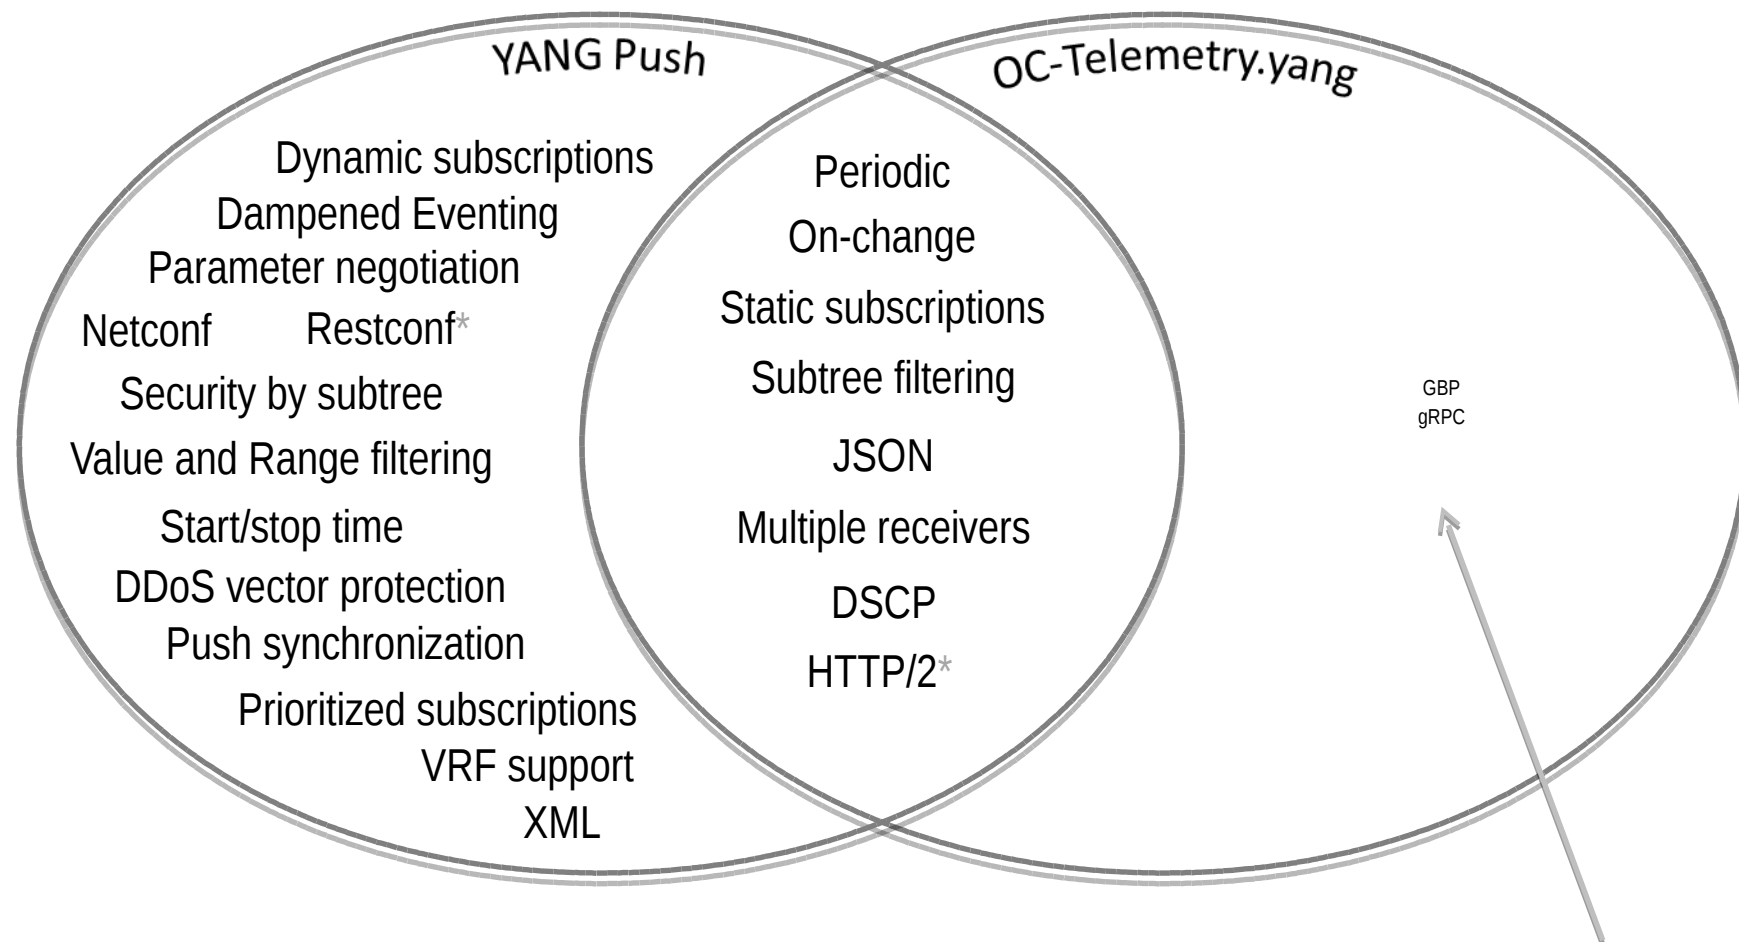 YANG Push
OC-Telemetry.yang
Dynamic subscriptions
Dampened Eventing
Parameter negotiation
Netconf Restconf*
Security by subtree
Value and Range filtering
Start/stop time
DDoS vector protection
Push synchronization
Prioritized subscriptions
VRF support
XML
Periodic
On-change
Static subscriptions
Subtree filtering
JSON
Multiple receivers
DSCP
HTTP/2*
GBP
gRPC